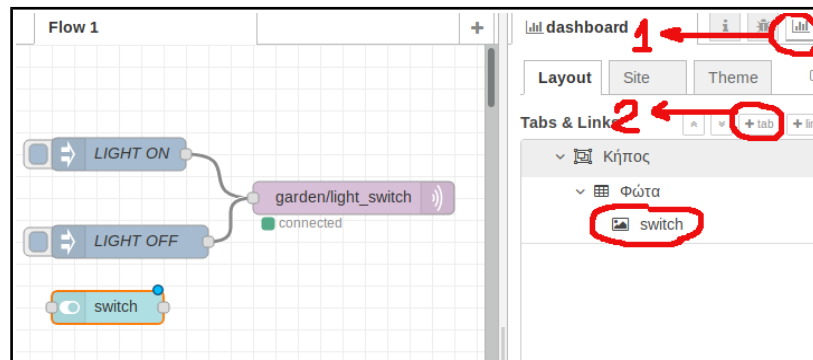 Flow 1
+
dashboard
1
i
Layout
Site
Theme
Tabs & Links
2
+ tab
+ lin
Κήπος
Φώτα
switch
LIGHT ON
garden/light_switch
connected
LIGHT OFF
switch